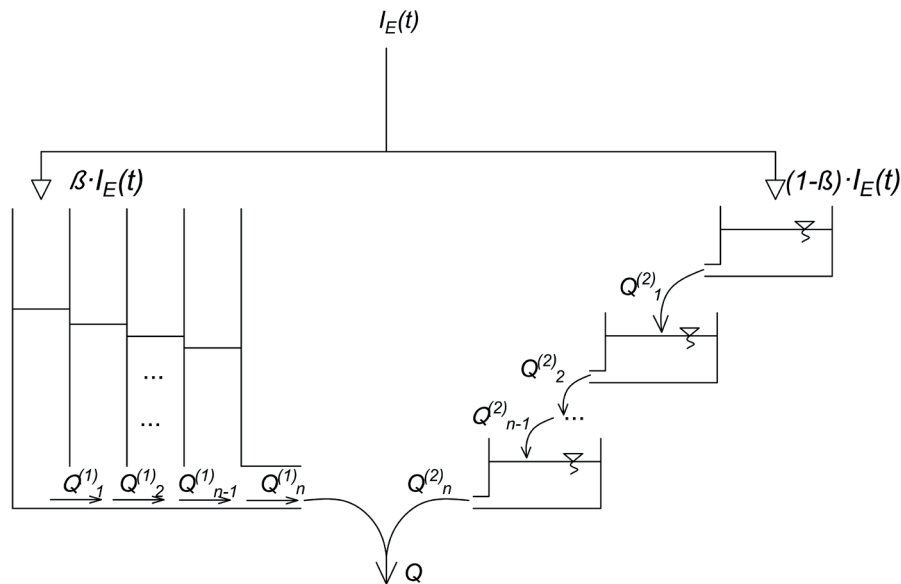 I_E(t)
ß·I_E(t)
(1-ß)·I_E(t)
Q^(2)_1
Q^(2)_2
...
Q^(2)_n-1
...
...
Q^(1)_1 Q^(1)_2 Q^(1)_n-1 Q^(1)_n
Q^(2)_n
Q